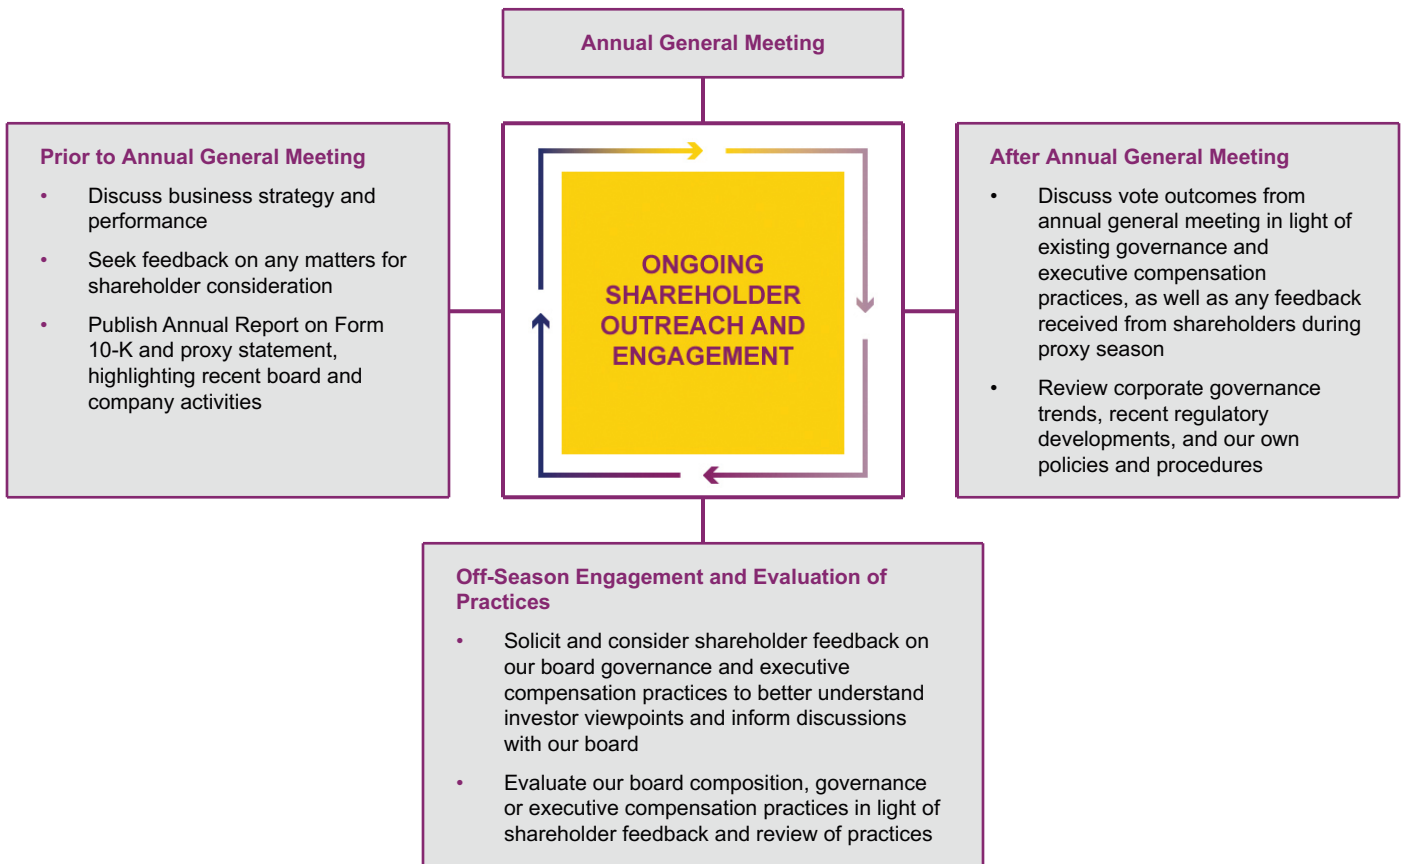 Annual General Meeting
Prior to Annual General Meeting
• Discuss business strategy and
performance
• Seek feedback on any matters for
shareholder consideration
• Publish Annual Report on Form
10-K and proxy statement,
highlighting recent board and
company activities
ONGOING
SHAREHOLDER
OUTREACH AND
ENGAGEMENT
After Annual General Meeting
• Discuss vote outcomes from
annual general meeting in light of
existing governance and
executive compensation
practices, as well as any feedback
received from shareholders during
proxy season
• Review corporate governance
trends, recent regulatory
developments, and our own
policies and procedures
Off-Season Engagement and Evaluation of
Practices
• Solicit and consider shareholder feedback on
our board governance and executive
compensation practices to better understand
investor viewpoints and inform discussions
with our board
• Evaluate our board composition, governance
or executive compensation practices in light of
shareholder feedback and review of practices